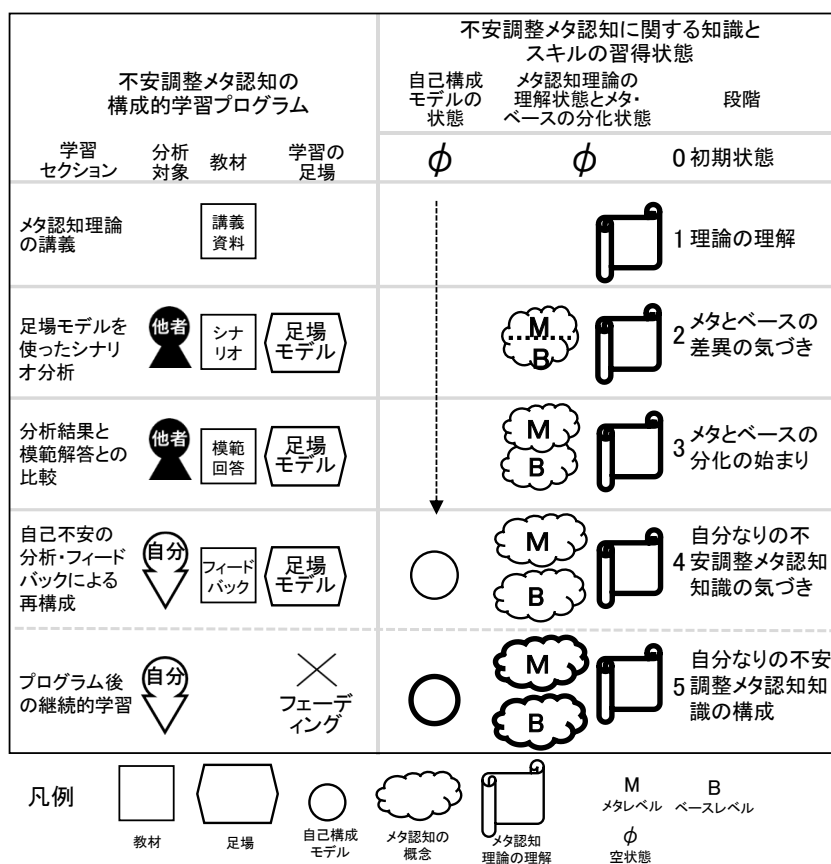 不安調整メタ認知の
構成的学習プログラム
不安調整メタ認知に関する知識と
スキルの習得状態
学習
セクション
分析
対象
教材
学習の
足場
自己構成
モデルの
状態
メタ認知理論の
理解状態とメタ・
ベースの分化状態
段階
φ
φ
0 初期状態
メタ認知理論
の講義
講義
資料
1 理論の理解
足場モデルを
使ったシナリ
オ分析
他者
シナ
リオ
足場
モデル
M
B
2 メタとベースの
差異の気づき
分析結果と
模範解答との
比較
他者
模範
回答
足場
モデル
M
B
3 メタとベースの
分化の始まり
自己不安の
分析・フィード
バックによる
再構成
自分
フィード
バック
足場
モデル
M
B
自分なりの不
4 安調整メタ認知
知識の気づき
プログラム後
の継続的学習
自分
フェーデ
ィング
M
B
自分なりの不安
5 調整メタ認知知
識の構成
凡例
教材
足場
自己構成
モデル
メタ認知の
概念
メタ認知
理論の理解
M
メタレベル
B
ベースレベル
φ
空状態